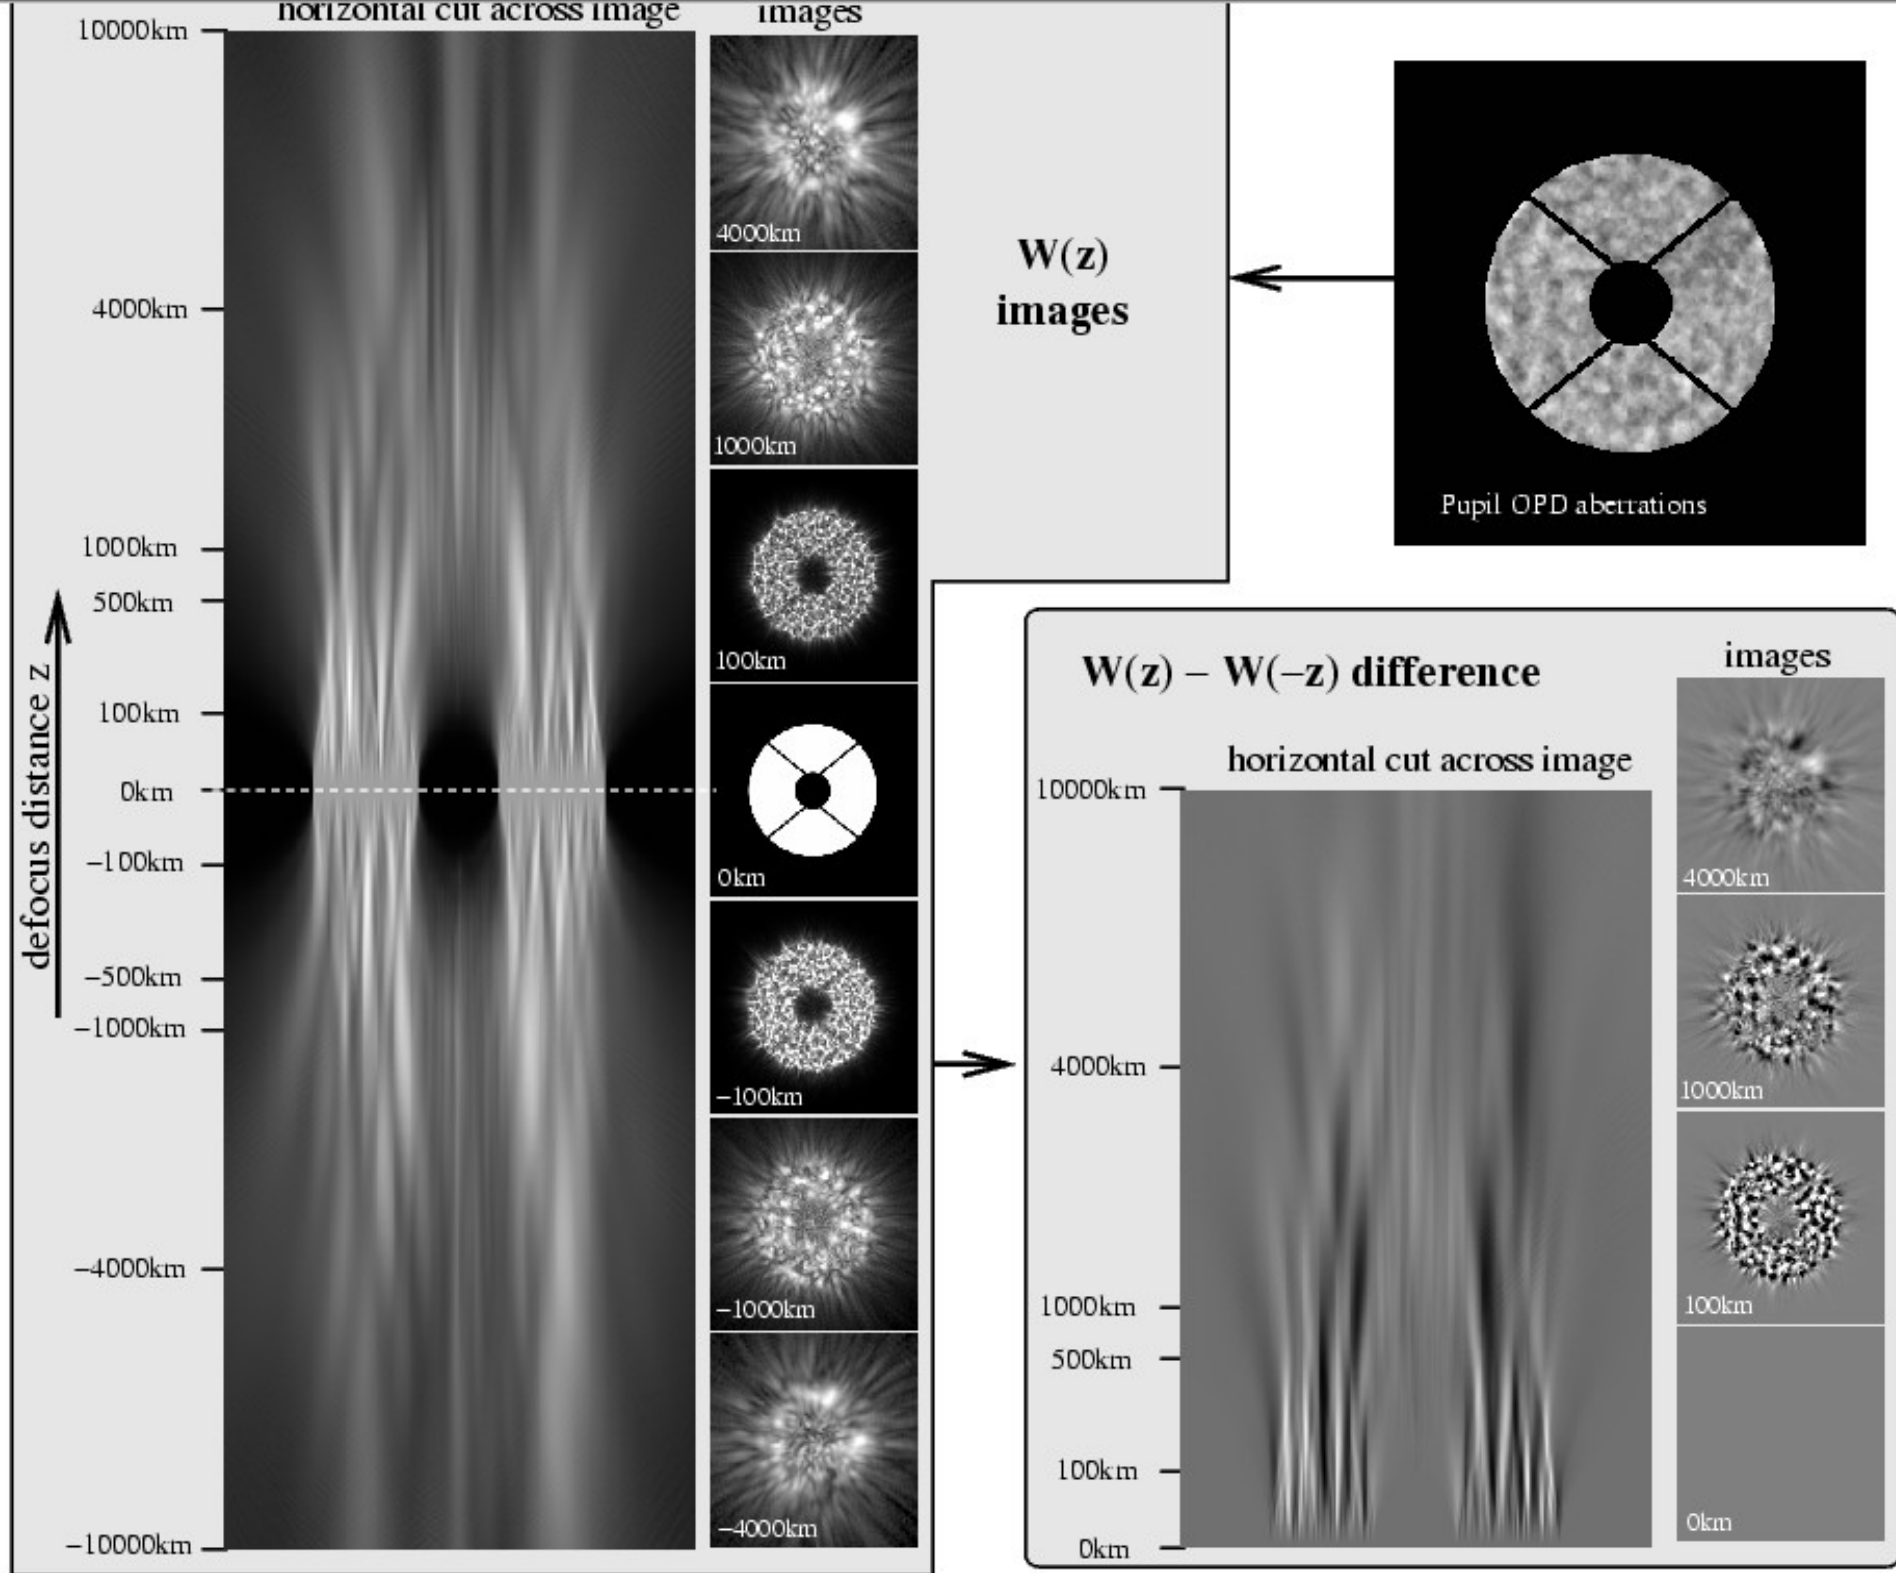 horizontal cut across image
images
10000km
4000km
1000km
500km
100km
0km
−100km
−500km
−1000km
−4000km
−10000km
defocus distance z
4000km
1000km
100km
0km
−100km
−1000km
−4000km
W(z)
images
Pupil OPD aberrations
W(z) − W(−z) difference
images
horizontal cut across image
10000km
4000km
1000km
500km
100km
0km
4000km
1000km
100km
0km